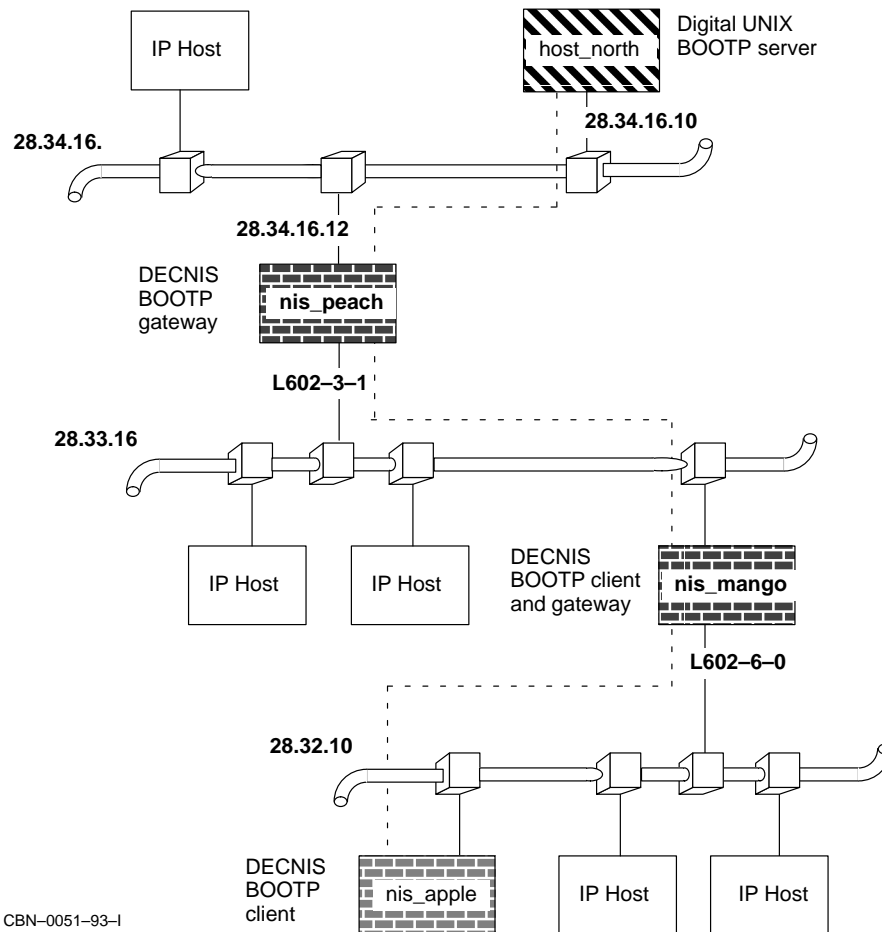 IP Host
host_north
Digital UNIX
BOOTP server
28.34.16.10
28.34.16.
28.34.16.12
DECNIS
BOOTP
gateway
nis_peach
L602–3–1
28.33.16
IP Host
IP Host
DECNIS
BOOTP client
and gateway
nis_mango
L602–6–0
28.32.10
DECNIS
BOOTP
client
nis_apple
IP Host
IP Host
CBN–0051–93–I